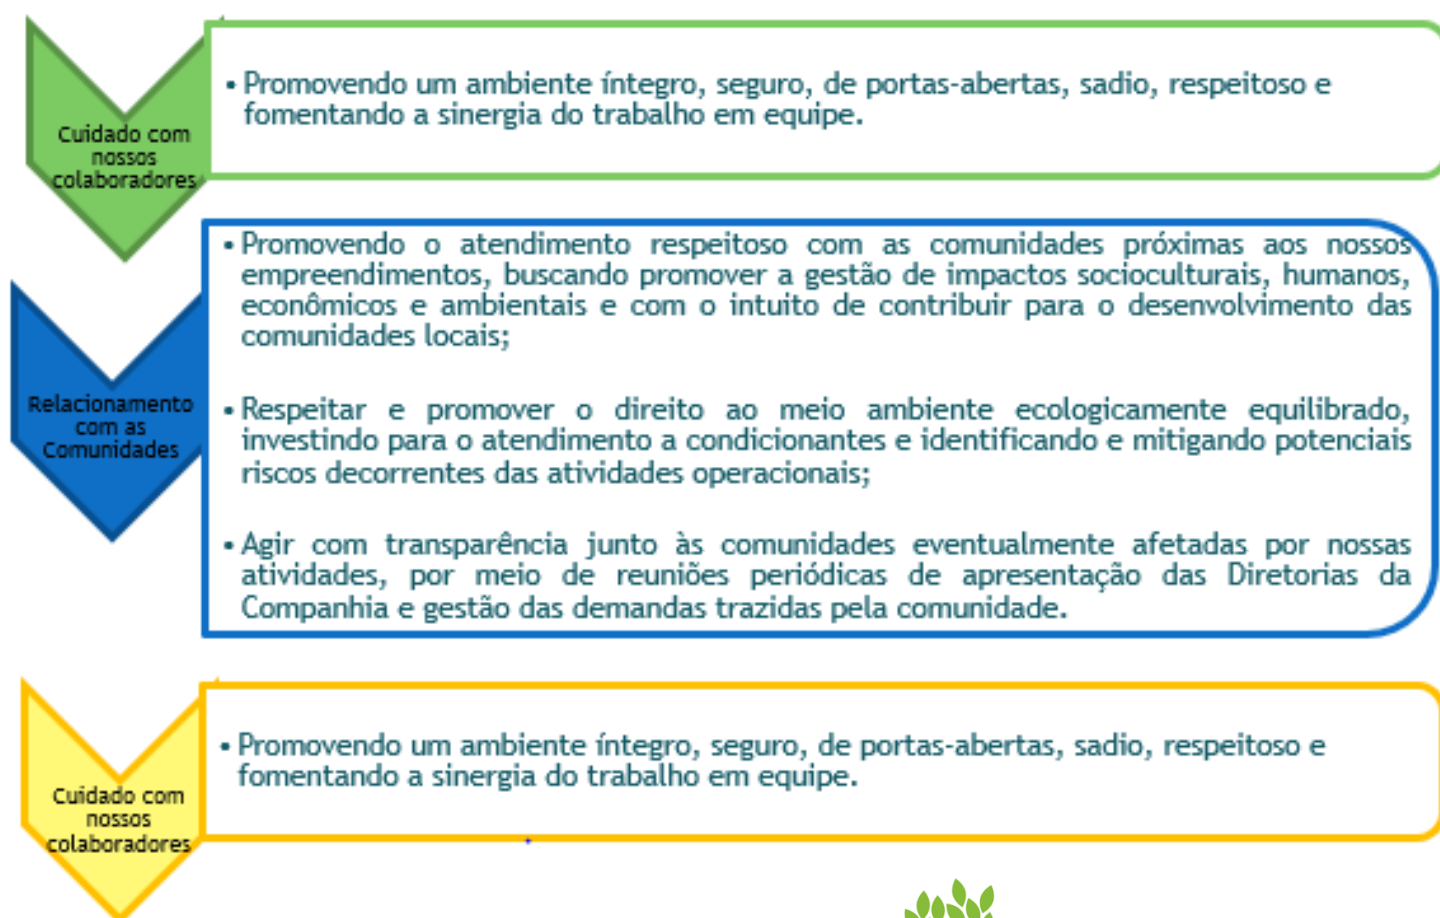 Cuidado com
nossos
colaboradores
• Promovendo um ambiente íntegro, seguro, de portas-abertas, sadio, respeitoso e
fomentando a sinergia do trabalho em equipe.
Relacionamento
com as
Comunidades
• Promovendo o atendimento respeitoso com as comunidades próximas aos nossos
empreendimentos, buscando promover a gestão de impactos socioculturais, humanos,
econômicos e ambientais e com o intuito de contribuir para o desenvolvimento das
comunidades locais;
• Respeitar e promover o direito ao meio ambiente ecologicamente equilibrado,
investindo para o atendimento a condicionantes e identificando e mitigando potenciais
riscos decorrentes das atividades operacionais;
• Agir com transparência junto às comunidades eventualmente afetadas por nossas
atividades, por meio de reuniões periódicas de apresentação das Diretorias da
Companhia e gestão das demandas trazidas pela comunidade.
Cuidado com
nossos
colaboradores
• Promovendo um ambiente íntegro, seguro, de portas-abertas, sadio, respeitoso e
fomentando a sinergia do trabalho em equipe.